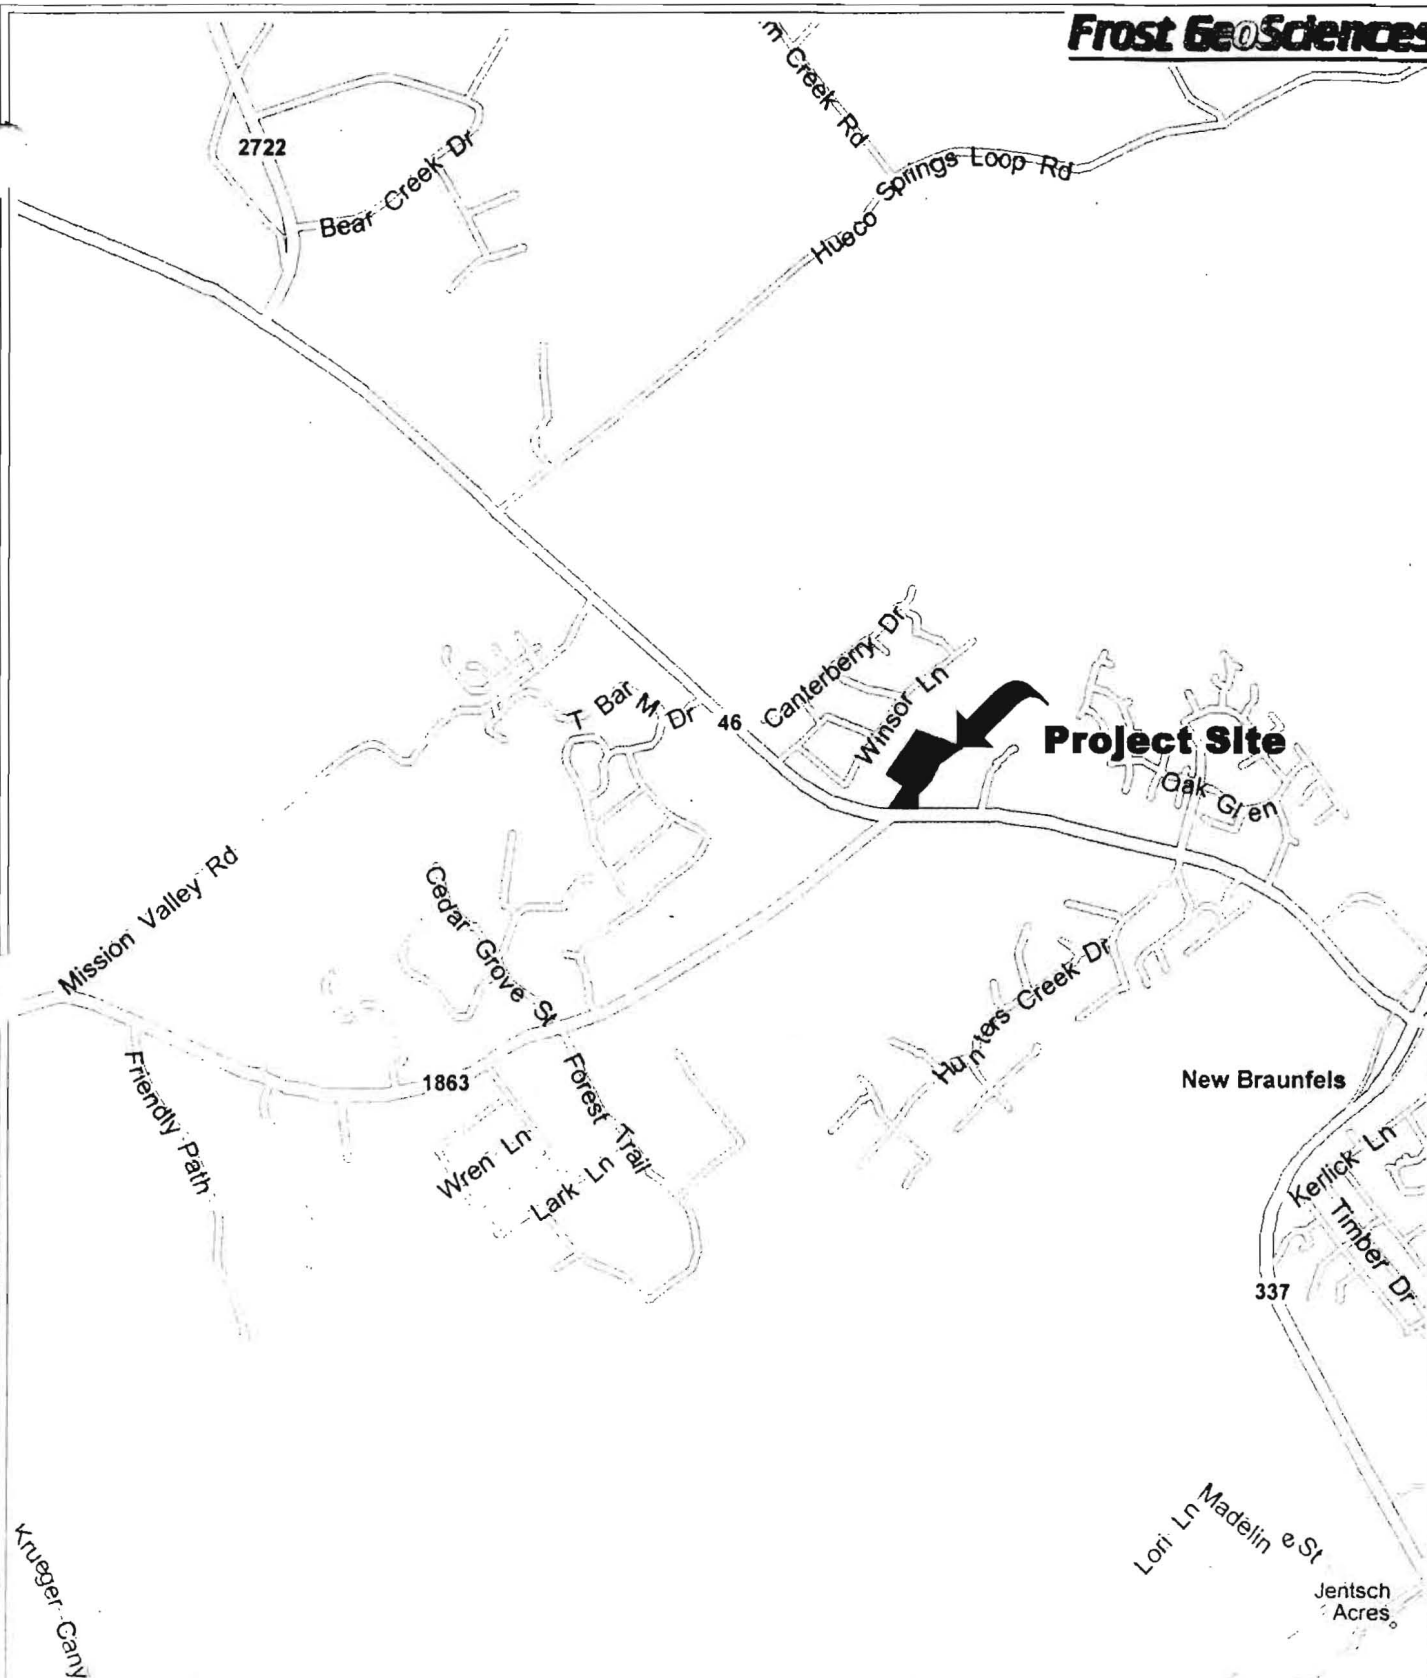 Frost GeoSciences
Creek Rd
2722
Bear Creek Dr
Hueco Springs Loop Rd
Canterberry Dr
Winsor Ln
T Bar M Dr
46
Project Site
Oak Glen
Mission Valley Rd
Cedar Grove St
Hunters Creek Dr
Friendly Path
1863
Forest Trail
New Braunfels
Wren Ln
Lark Ln
Kerlick Ln
Timber Dr
337
Lori Ln
Madeline St
Jentsch
Acres
Krueger Cany